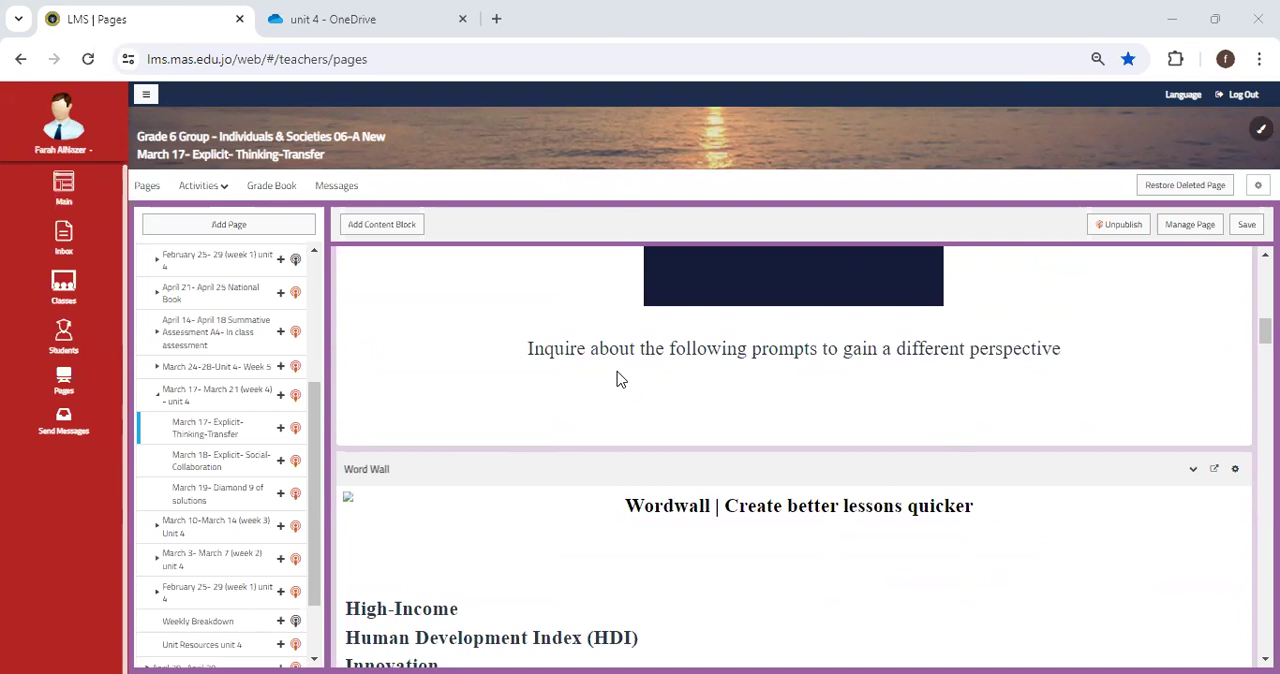 LMS | Pages
unit 4 - OneDrive
lms.mas.edu.jo/web/#/teachers/pages
f
Language
Log Out
Farah AlNazer
Main
Inbox
Classes
Students
Pages
Send Messages
Grade 6 Group - Individuals & Societies 06-A New
March 17- Explicit- Thinking-Transfer
Pages
Activities
Grade Book
Messages
Restore Deleted Page
Add Page
Add Content Block
Unpublish
Manage Page
Save
February 25- 29 (week 1) unit
4
April 21- April 25 National
Book
April 14- April 18 Summative
Assessment A4- In class
assessment
March 24-28-Unit 4- Week 5
March 17- March 21 (week 4)
- unit 4
March 17- Explicit-
Thinking-Transfer
March 18- Explicit- Social-
Collaboration
March 19- Diamond 9 of
solutions
March 10-March 14 (week 3)
Unit 4
March 3- March 7 (week 2)
unit 4
February 25- 29 (week 1) unit
4
Weekly Breakdown
Unit Resources unit 4
Inquire about the following prompts to gain a different perspective
Word Wall
Wordwall | Create better lessons quicker
High-Income
Human Development Index (HDI)
Innovation